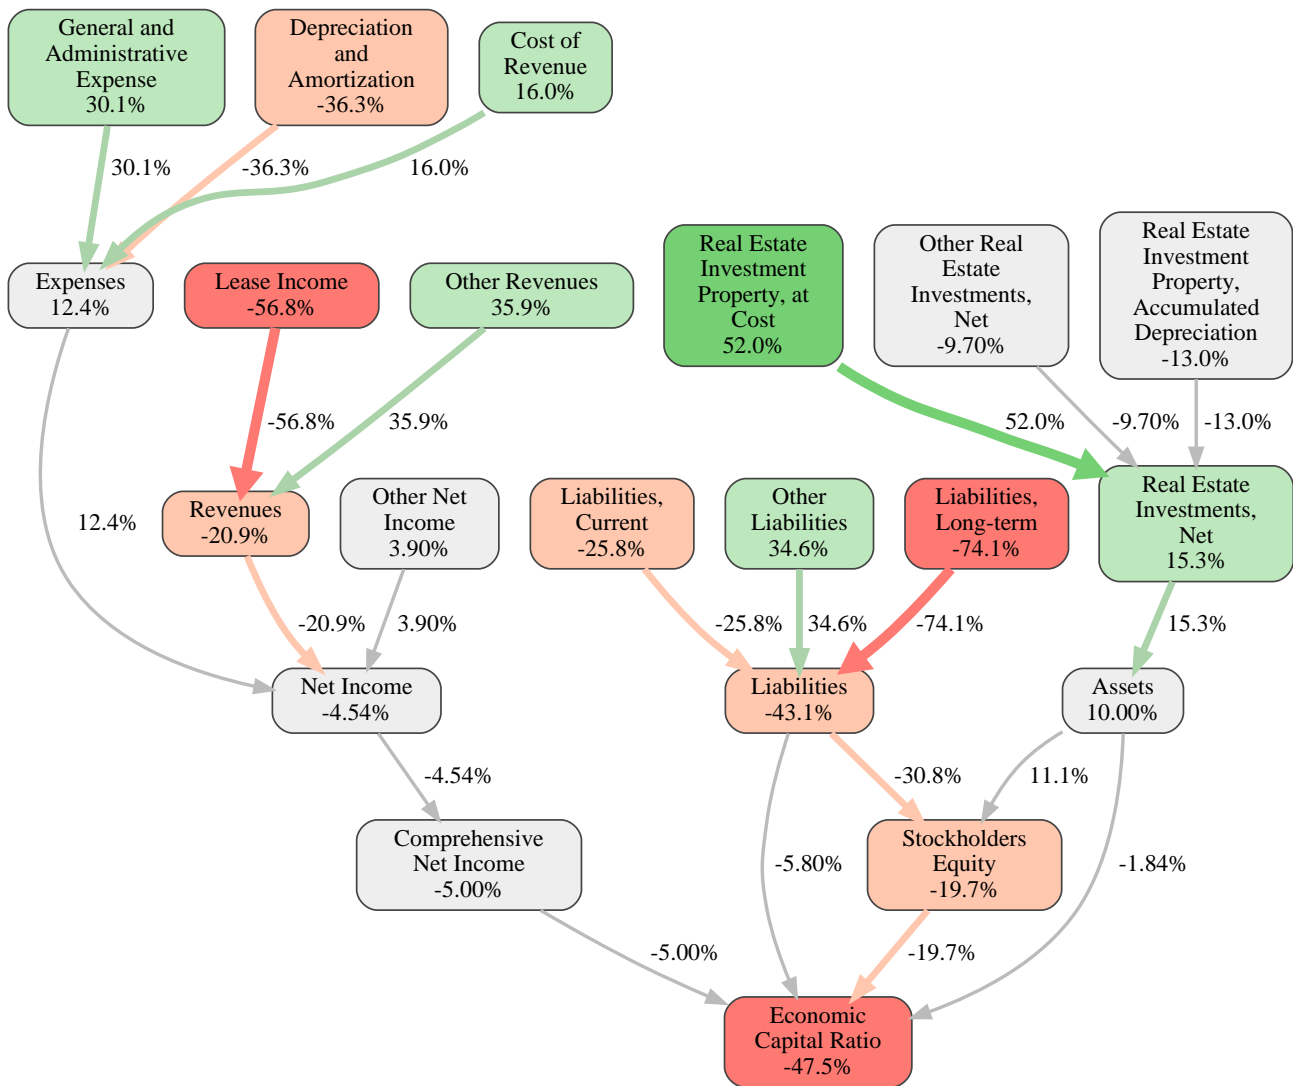 General and
Administrative
Expense
30.1%
Depreciation
and
Amortization
-36.3%
Cost of
Revenue
16.0%
30.1%
-36.3%
16.0%
Real Estate
Investment
Property, at
Cost
52.0%
Other Real
Estate
Investments,
Net
-9.70%
Real Estate
Investment
Property,
Accumulated
Depreciation
-13.0%
Expenses
12.4%
Lease Income
-56.8%
Other Revenues
35.9%
-56.8%
35.9%
52.0%
-9.70%
-13.0%
12.4%
Revenues
-20.9%
Other Net
Income
3.90%
Liabilities,
Current
-25.8%
Other
Liabilities
34.6%
Liabilities,
Long-term
-74.1%
Real Estate
Investments,
Net
15.3%
-20.9%
3.90%
-25.8%
34.6%
-74.1%
15.3%
Net Income
-4.54%
Liabilities
-43.1%
Assets
10.00%
-4.54%
-30.8%
11.1%
Comprehensive
Net Income
-5.00%
-5.80%
Stockholders
Equity
-19.7%
-1.84%
-5.00%
-19.7%
Economic
Capital Ratio
-47.5%